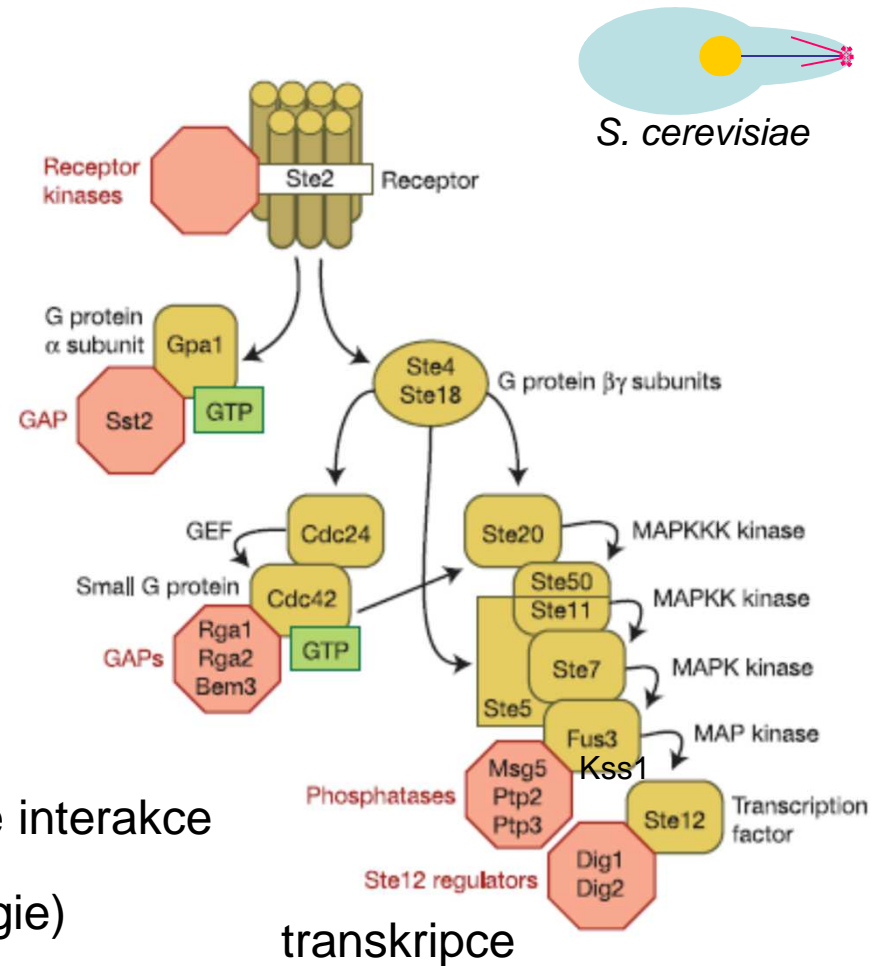 S. cerevisiae
Receptor
kinases
Ste2
Receptor
G protein
α subunit
Gpa1
Ste4
Ste18
G protein βγ subunits
GAP
Sst2
GTP
GEF
Cdc24
Ste20
MAPKKK kinase
Small G protein
Cdc42
Ste50
Ste11
MAPKK kinase
GAPs
Rga1
Rga2
Bem3
GTP
Ste7
MAPK kinase
Ste5
Fus3
MAP kinase
Kss1
Phosphatases
Msg5
Ptp2
Ptp3
Ste12
Transcription
factor
e interakce
Ste12 regulators
Dig1
Dig2
gie)
transkripce